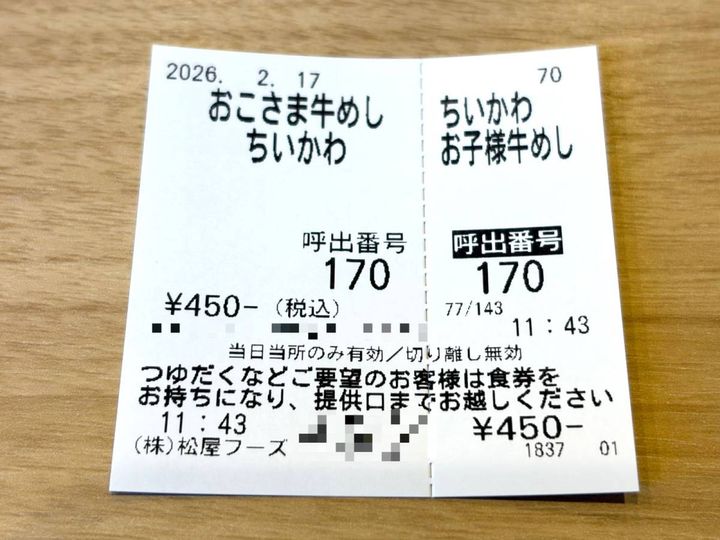 2026. 2. 17
70
おこさま牛めし
ちいかわ
ちいかわ
お子様牛めし
呼出番号
170
呼出番号
170
¥450-(税込)
77/143
11:43
当日当所のみ有効/切り離し無効
つゆだくなどご要望のお客様は食券を
お持ちになり、提供口までお越しください
11:43
¥450-
(株)松屋フーズ
1837 01